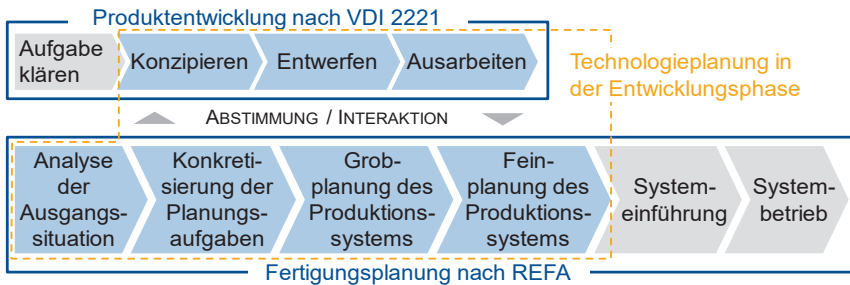 Produktentwicklung nach VDI 2221
Aufgabe
klären
Konzipieren
Entwerfen
Ausarbeiten
Technologieplanung in
der Entwicklungsphase
ABSTIMMUNG / INTERAKTION
Analyse
der
Ausgangs-
situation
Konkreti-
sierung der
Planungs-
aufgaben
Grob-
planung des
Produktions-
systems
Fein-
planung des
Produktions-
systems
System-
einführung
System-
betrieb
Fertigungsplanung nach REFA